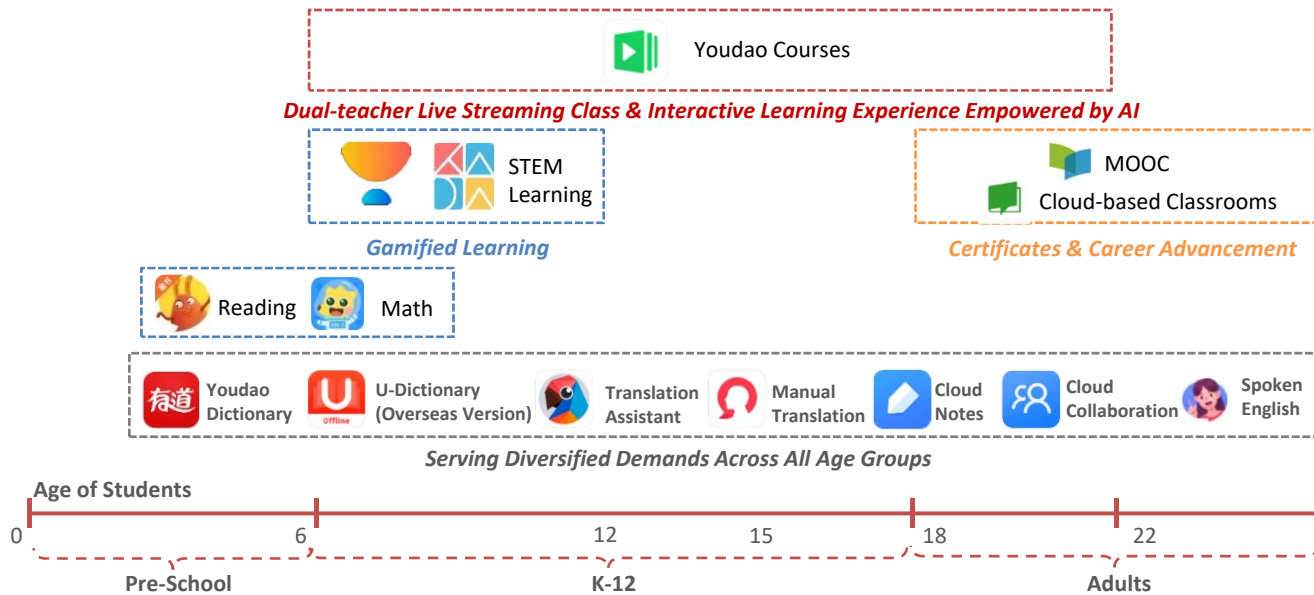 Youdao Courses
Dual-teacher Live Streaming Class & Interactive Learning Experience Empowered by AI
KADA
STEM
Learning
MOOC
Cloud-based Classrooms
Gamified Learning
Certificates & Career Advancement
Reading
Math
有道
Youdao
Dictionary
U
Offline
U-Dictionary
(Overseas Version)
Translation
Assistant
Manual
Translation
Cloud
Notes
Cloud
Collaboration
Spoken
English
Serving Diversified Demands Across All Age Groups
Age of Students
0 6 12 15 18 22
Pre-School K-12 Adults